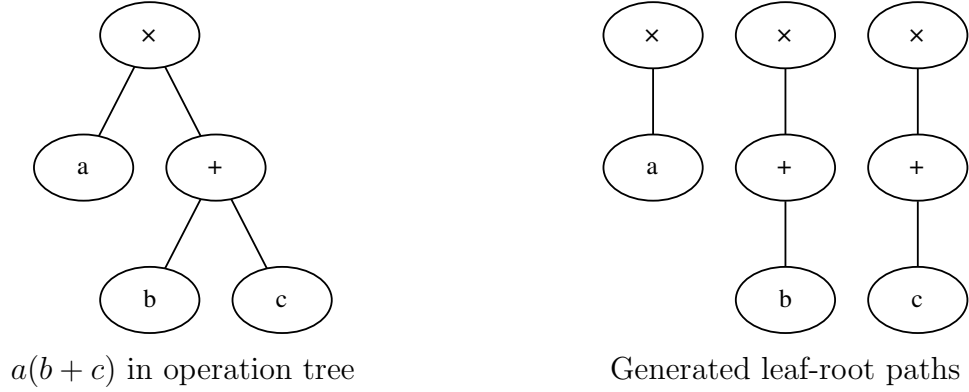 × × × ×
a + a + +
b c b c
a(b + c) in operation tree Generated leaf-root paths